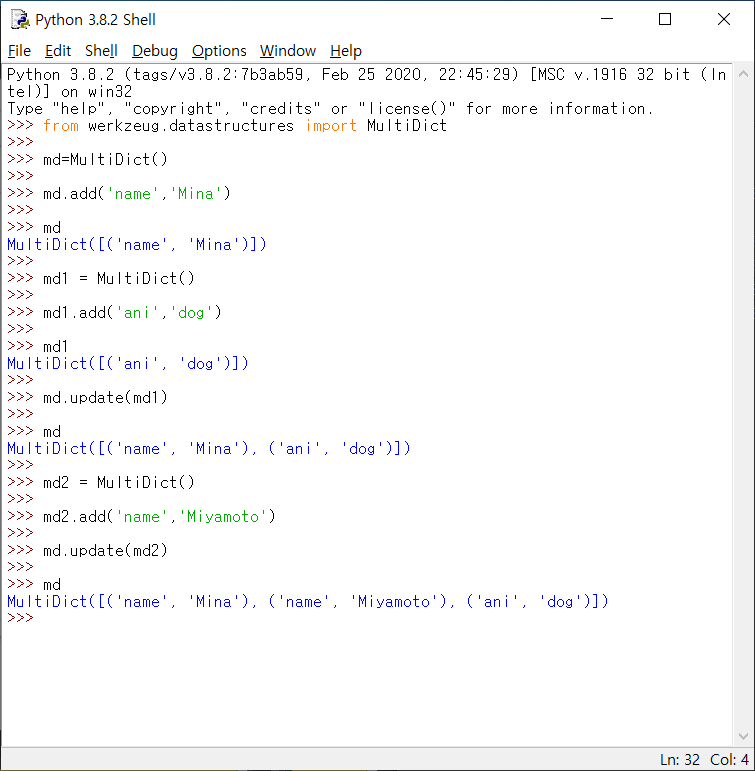 Python 3.8.2 Shell
File Edit Shell Debug Options Window Help
Python 3.8.2 (tags/v3.8.2:7b3ab59, Feb 25 2020, 22:45:29) [MSC v.1916 32 bit (In
tel)] on win32
Type "help", "copyright", "credits" or "license()" for more information.
>>> from werkzeug.datastructures import MultiDict
>>>
>>> md=MultiDict()
>>>
>>> md.add('name','Mina')
>>>
>>> md
MultiDict([('name', 'Mina')])
>>>
>>> md1 = MultiDict()
>>>
>>> md1.add('ani','dog')
>>>
>>> md1
MultiDict([('ani', 'dog')])
>>>
>>> md.update(md1)
>>>
>>> md
MultiDict([('name', 'Mina'), ('ani', 'dog')])
>>>
>>> md2 = MultiDict()
>>>
>>> md2.add('name','Miyamoto')
>>>
>>> md.update(md2)
>>>
>>> md
MultiDict([('name', 'Mina'), ('name', 'Miyamoto'), ('ani', 'dog')])
>>>
Ln: 32 Col: 4